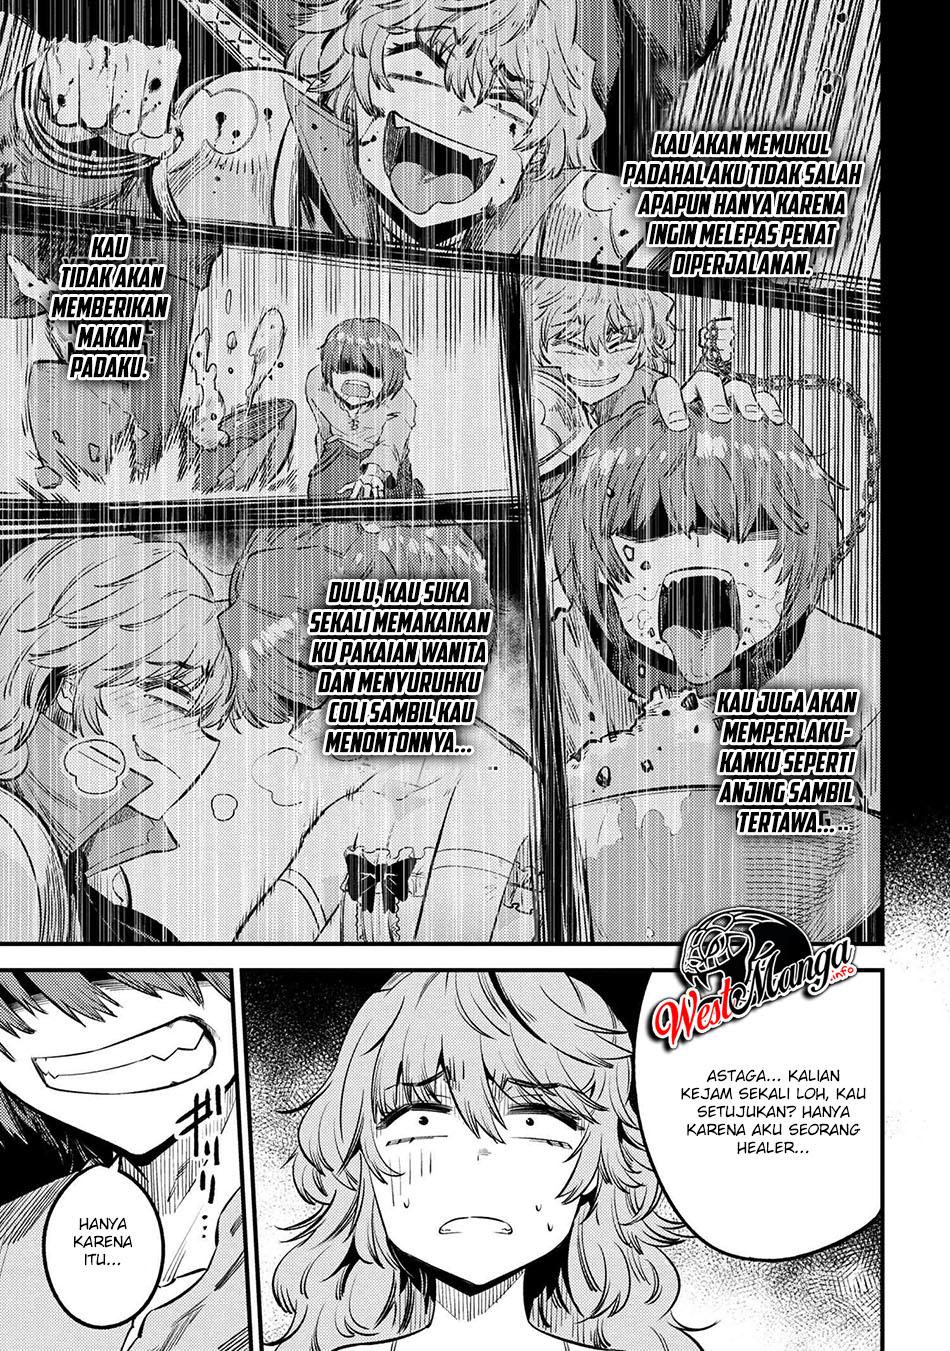 KAU AKAN MEMUKUL
PADAHAL AKU TIDAK SALAH
APAPUN HANYA KARENA
INGIN MELEPAS PENAT
DIPERJALANAN.
KAU
TIDAK AKAN
MEMBERIKAN
MAKAN
PADAKU.
KAU JUGA AKAN
MEMPERLAKU-
KANKU SEPERTI
ANJING SAMBIL
TERTAWA... ..
DULU, KAU SUKA
SEKALI MEMAKAIKAN
KU PAKAIAN WANITA
DAN MENYURUHKU
COLI SAMBIL KAU
MENONTONNYA...
WestManga
.info
ASTAGA... KALIAN
KEJAM SEKALI LOH, KAU
SETUJUKAN? HANYA
KARENA AKU SEORANG
HEALER...
HANYA
KARENA
ITU...